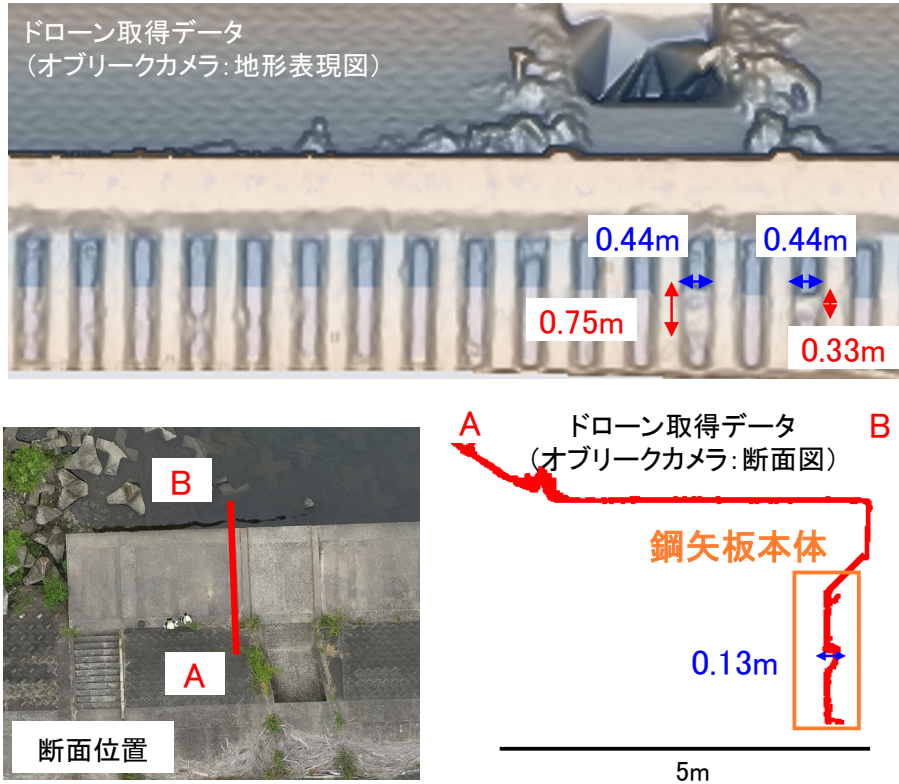 ドローン取得データ
（オブリークカメラ：地形表現図）
0.44m
0.44m
0.75m
0.33m
A
ドローン取得データ
（オブリークカメラ：断面図）
B
B
鋼矢板本体
A
0.13m
断面位置
5m